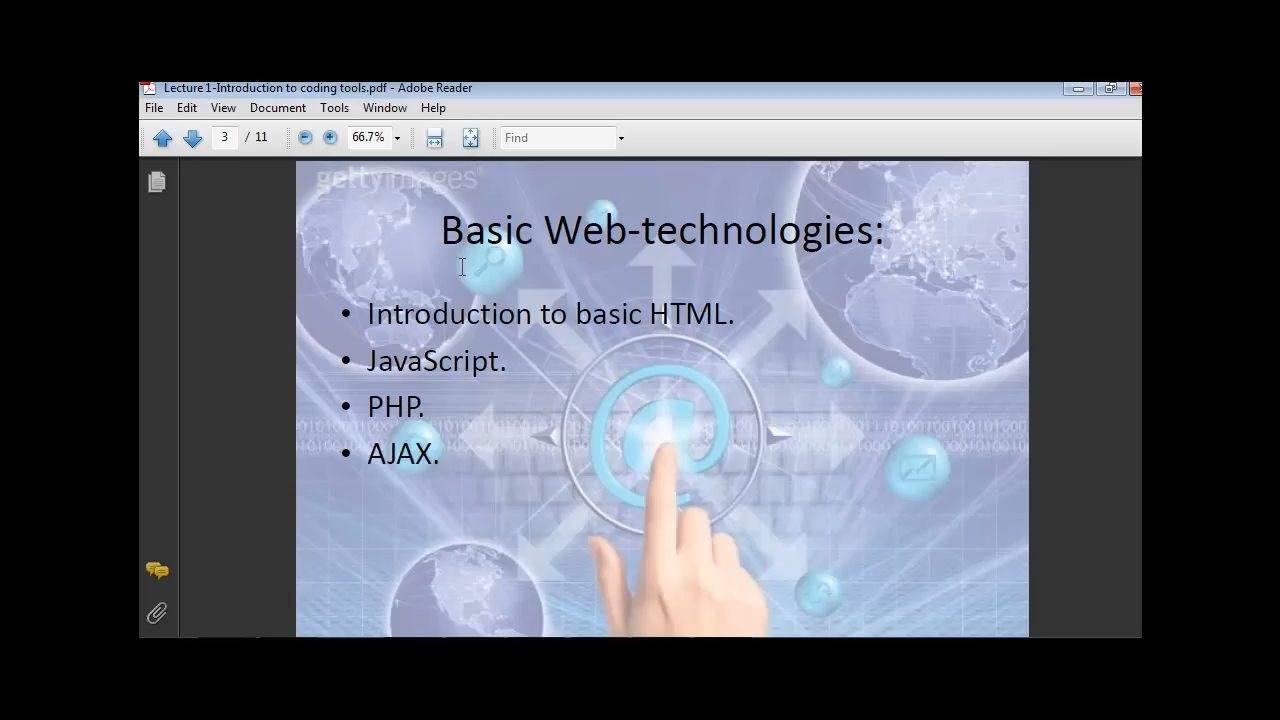 Lecture 1-Introduction to coding tools.pdf - Adobe Reader
File Edit View Document Tools Window Help
3 / 11 66.7% Find
gettyimages®
Basic Web-technologies:
• Introduction to basic HTML.
• JavaScript.
• PHP.
• AJAX.